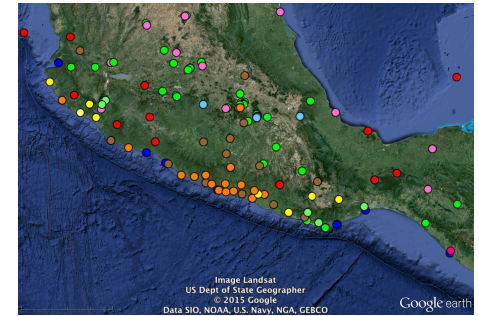 Image Landsat
US Dept of State Geographer
© 2015 Google
Data SIO, NOAA, U.S. Navy, NGA, GEBCO
Google earth